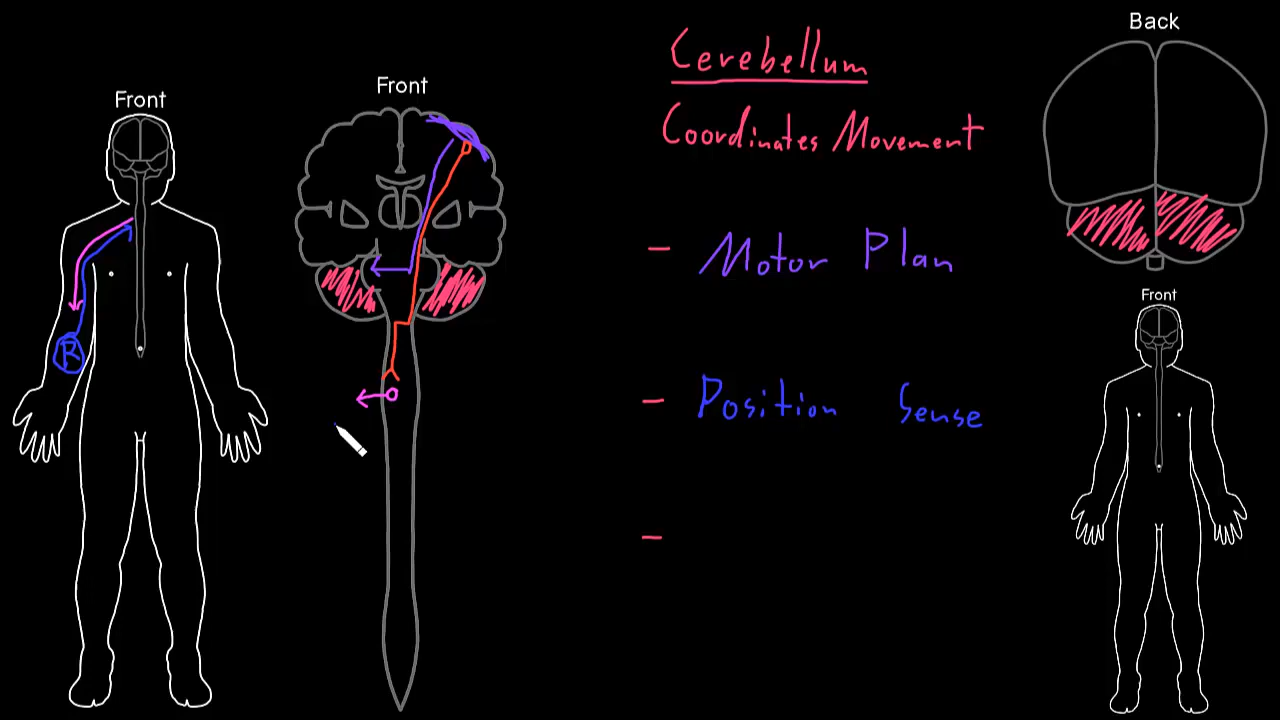 Front
R
Front
Cerebellum
Coordinates Movement
- Motor Plan
- Position Sense
-
Back
Front